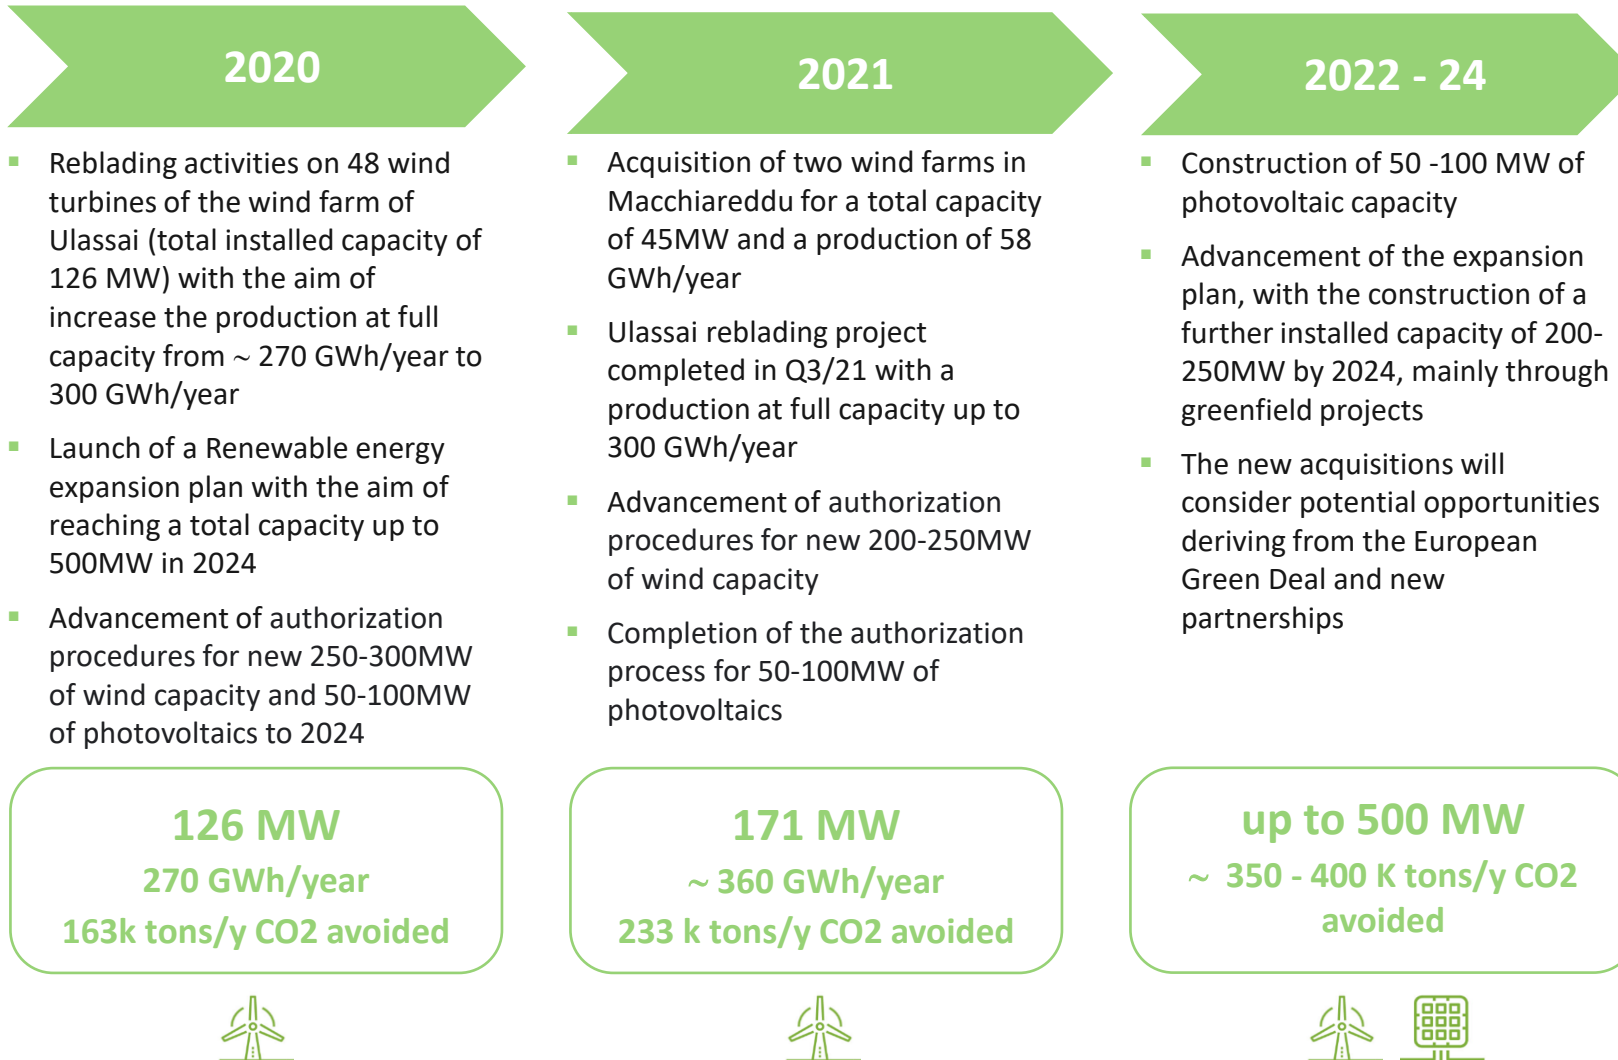 2020
▪ Reblading activities on 48 wind
turbines of the wind farm of
Ulassai (total installed capacity of
126 MW) with the aim of
increase the production at full
capacity from ~ 270 GWh/year to
300 GWh/year
▪ Launch of a Renewable energy
expansion plan with the aim of
reaching a total capacity up to
500MW in 2024
▪ Advancement of authorization
procedures for new 250-300MW
of wind capacity and 50-100MW
of photovoltaics to 2024
126 MW
270 GWh/year
163k tons/y CO2 avoided
2021
▪ Acquisition of two wind farms in
Macchiareddu for a total capacity
of 45MW and a production of 58
GWh/year
▪ Ulassai reblading project
completed in Q3/21 with a
production at full capacity up to
300 GWh/year
▪ Advancement of authorization
procedures for new 200-250MW
of wind capacity
▪ Completion of the authorization
process for 50-100MW of
photovoltaics
171 MW
~ 360 GWh/year
233 k tons/y CO2 avoided
2022 - 24
▪ Construction of 50 -100 MW of
photovoltaic capacity
▪ Advancement of the expansion
plan, with the construction of a
further installed capacity of 200-
250MW by 2024, mainly through
greenfield projects
▪ The new acquisitions will
consider potential opportunities
deriving from the European
Green Deal and new
partnerships
up to 500 MW
~ 350 - 400 K tons/y CO2
avoided